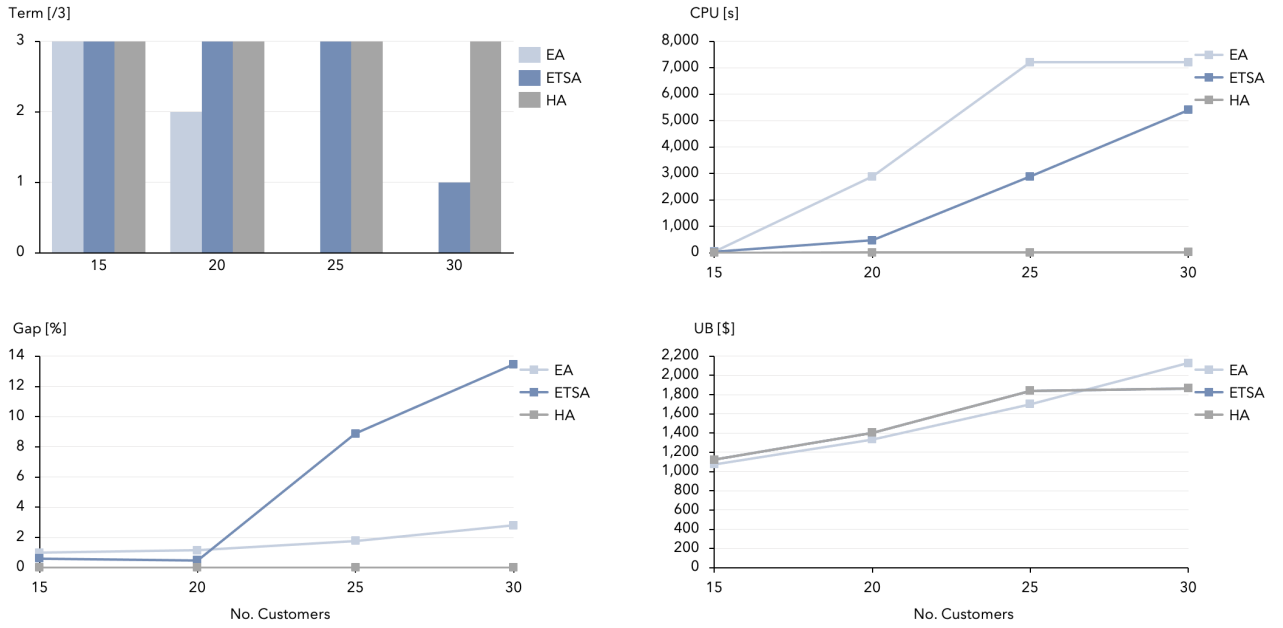 Term [/3]
3
2
1
0
15
20
25
30
EA
ETSA
HA
CPU [s]
8,000
7,000
6,000
5,000
4,000
3,000
2,000
1,000
0
15
20
25
30
EA
ETSA
HA
Gap [%]
14
12
10
8
6
4
2
0
15
20
25
30
No. Customers
EA
ETSA
HA
UB [$]
2,200
2,000
1,800
1,600
1,400
1,200
1,000
800
600
400
200
0
15
20
25
30
No. Customers
EA
ETSA
HA